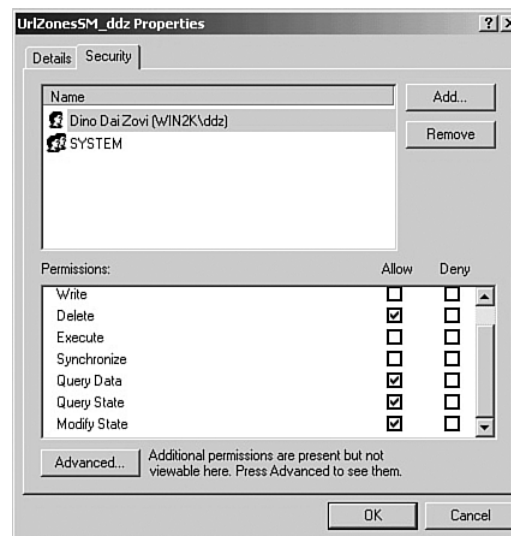 UrlZonesSM_ddz Properties
Details Security
Name
Dino Dai Zovi (WIN2K\ddz)
SYSTEM
Add...
Remove
Permissions: Allow Deny
Write
Delete
Execute
Synchronize
Query Data
Query State
Modify State
Advanced...
Additional permissions are present but not
viewable here. Press Advanced to see them.
OK Cancel